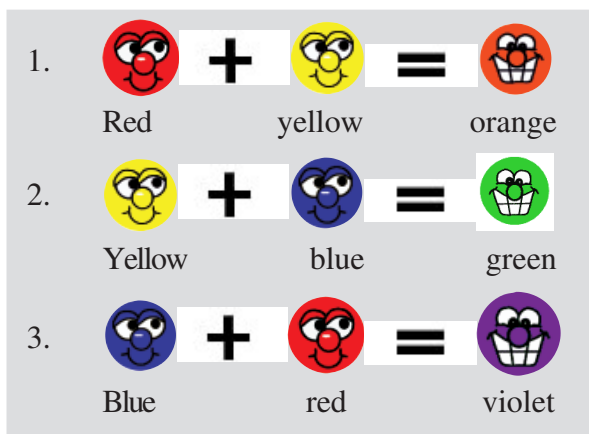 1. + =
Red yellow orange
2. + =
Yellow blue green
3. + =
Blue red violet